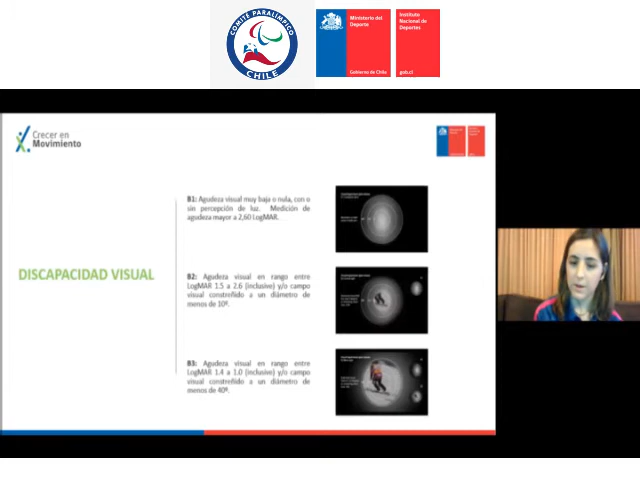 COMITÉ PARALÍMPICO
CHILE
Ministerio del
Deporte
Gobierno de Chile
Instituto
Nacional de
Deportes
gob.cl
Crecer en
Movimiento
DISCAPACIDAD VISUAL
B1: Agudeza visual muy baja o nula, con o
sin percepción de luz. Medición de
agudeza mayor a 2,60 LogMAR.
B2: Agudeza visual en rango entre
LogMAR 1.5 a 2.6 (inclusive) y/o campo
visual constreñido a un diámetro de
menos de 10º.
B3: Agudeza visual en rango entre
LogMAR 1.4 a 1.0 (inclusive) y/o campo
visual constreñido a un diámetro de
menos de 40º.